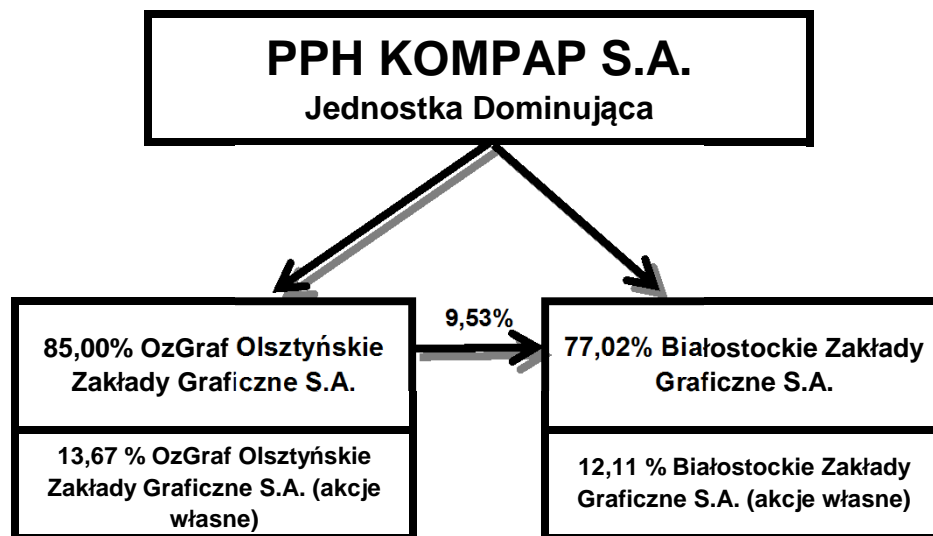 PPH KOMPAP S.A.
Jednostka Dominująca
9,53%
85,00% OzGraf Olsztyńskie
Zakłady Graficzne S.A.
77,02% Białostockie Zakłady
Graficzne S.A.
13,67 % OzGraf Olsztyńskie
Zakłady Graficzne S.A. (akcje
własne)
12,11 % Białostockie Zakłady
Graficzne S.A. (akcje własne)